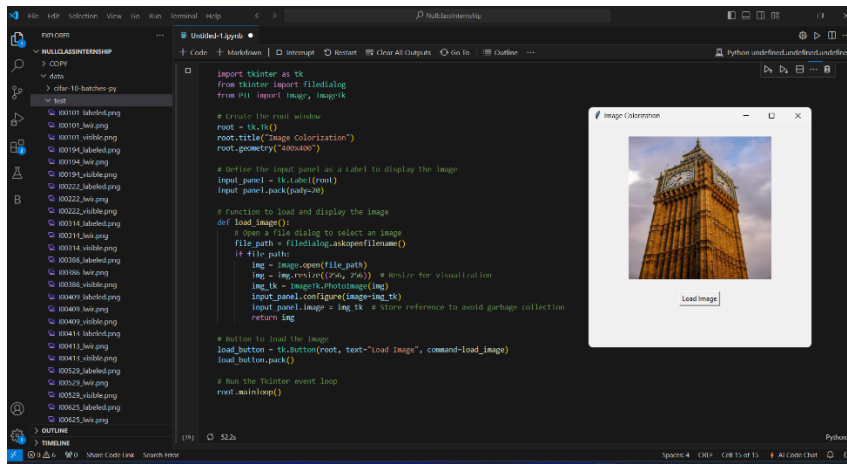 File Edit Selection View Go Run Terminal Help
NullclassInternship
EXPLORER
NULLCLASSINTERNSHIP
COPY
data
cifar-10-batches-py
test
I00101_labeled.png
I00101_lwir.png
I00101_visible.png
I00194_labeled.png
I00194_lwir.png
I00194_visible.png
I00222_labeled.png
I00222_lwir.png
I00222_visible.png
I00314_labeled.png
I00314_lwir.png
I00314_visible.png
I00386_labeled.png
I00386_lwir.png
I00386_visible.png
I00409_labeled.png
I00409_lwir.png
I00409_visible.png
I00413_labeled.png
I00413_lwir.png
I00413_visible.png
I00529_labeled.png
I00529_lwir.png
I00529_visible.png
I00625_labeled.png
I00625_lwir.png
OUTLINE
TIMELINE
Untitled-1.ipynb
+ Code + Markdown Interrupt Restart Clear All Outputs Go To Outline ...
Python undefined.undefined.undefine
import tkinter as tk
from tkinter import filedialog
from PIL import Image, ImageTk
# Create the root window
root = tk.Tk()
root.title("Image Colorization")
root.geometry("400x400")
# Define the input_panel as a Label to display the image
input_panel = tk.Label(root)
input_panel.pack(pady=20)
# Function to load and display the image
def load_image():
# Open a file dialog to select an image
file_path = filedialog.askopenfilename()
if file_path:
img = Image.open(file_path)
img = img.resize((256, 256)) # Resize for visualization
img_tk = ImageTk.PhotoImage(img)
input_panel.configure(image=img_tk)
input_panel.image = img_tk # Store reference to avoid garbage collection
return img
# Button to load the image
load_button = tk.Button(root, text="Load Image", command=load_image)
load_button.pack()
# Run the Tkinter event loop
root.mainloop()
[19] 52.2s
Python
Image Colorization
Load Image
0 6 0 Share Code Link Search Error
Spaces: 4 CRLF Cell 15 of 15 AI Code Chat